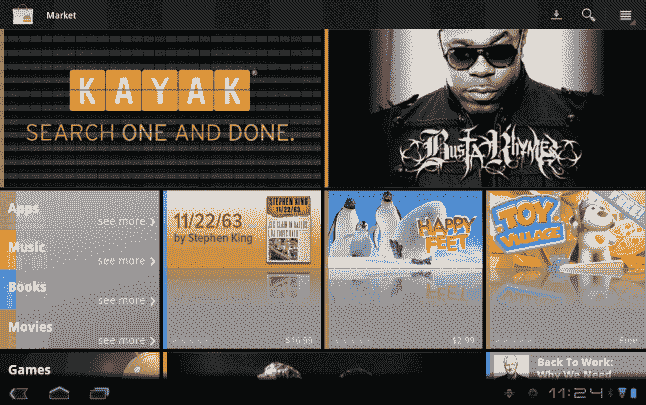 Market
KAYAK®
SEARCH ONE AND DONE.
BUSTA RHYMES
Apps
see more
Music
see more
Books
see more
Movies
see more
11/22/63
by Stephen King
STEPHEN KING
11/22/63
$16.99
HAPPY
FEET
$2.99
TOY
VILLAGE
FREE
Free
Games
Back To Work:
Why We Need
11:24